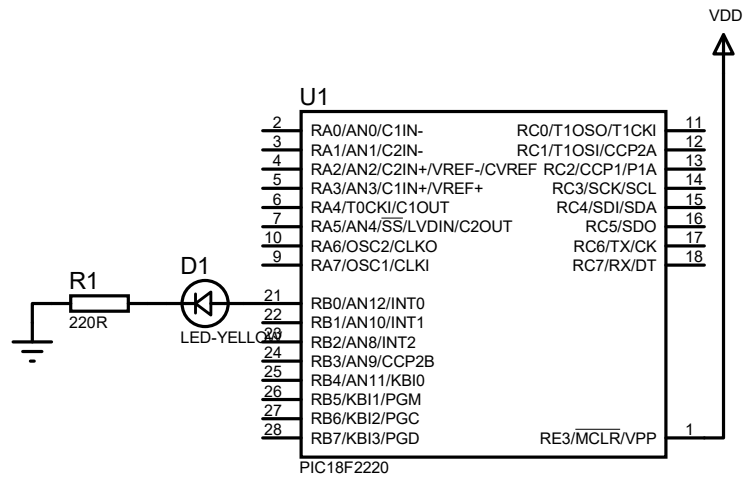 VDD
U1
2 RA0/AN0/C1IN- RC0/T1OSO/T1CKI 11
3 RA1/AN1/C2IN- RC1/T1OSI/CCP2A 12
4 RA2/AN2/C2IN+/VREF-/CVREF RC2/CCP1/P1A 13
5 RA3/AN3/C1IN+/VREF+ RC3/SCK/SCL 14
6 RA4/T0CKI/C1OUT RC4/SDI/SDA 15
7 RA5/AN4/SS/LVDIN/C2OUT RC5/SDO 16
10 RA6/OSC2/CLKO RC6/TX/CK 17
9 RA7/OSC1/CLKI RC7/RX/DT 18
R1
220R
D1
LED-YELLOW
21 RB0/AN12/INT0
22 RB1/AN10/INT1
23 RB2/AN8/INT2
24 RB3/AN9/CCP2B
25 RB4/AN11/KBI0
26 RB5/KBI1/PGM
27 RB6/KBI2/PGC
28 RB7/KBI3/PGD RE3/MCLR/VPP 1
PIC18F2220